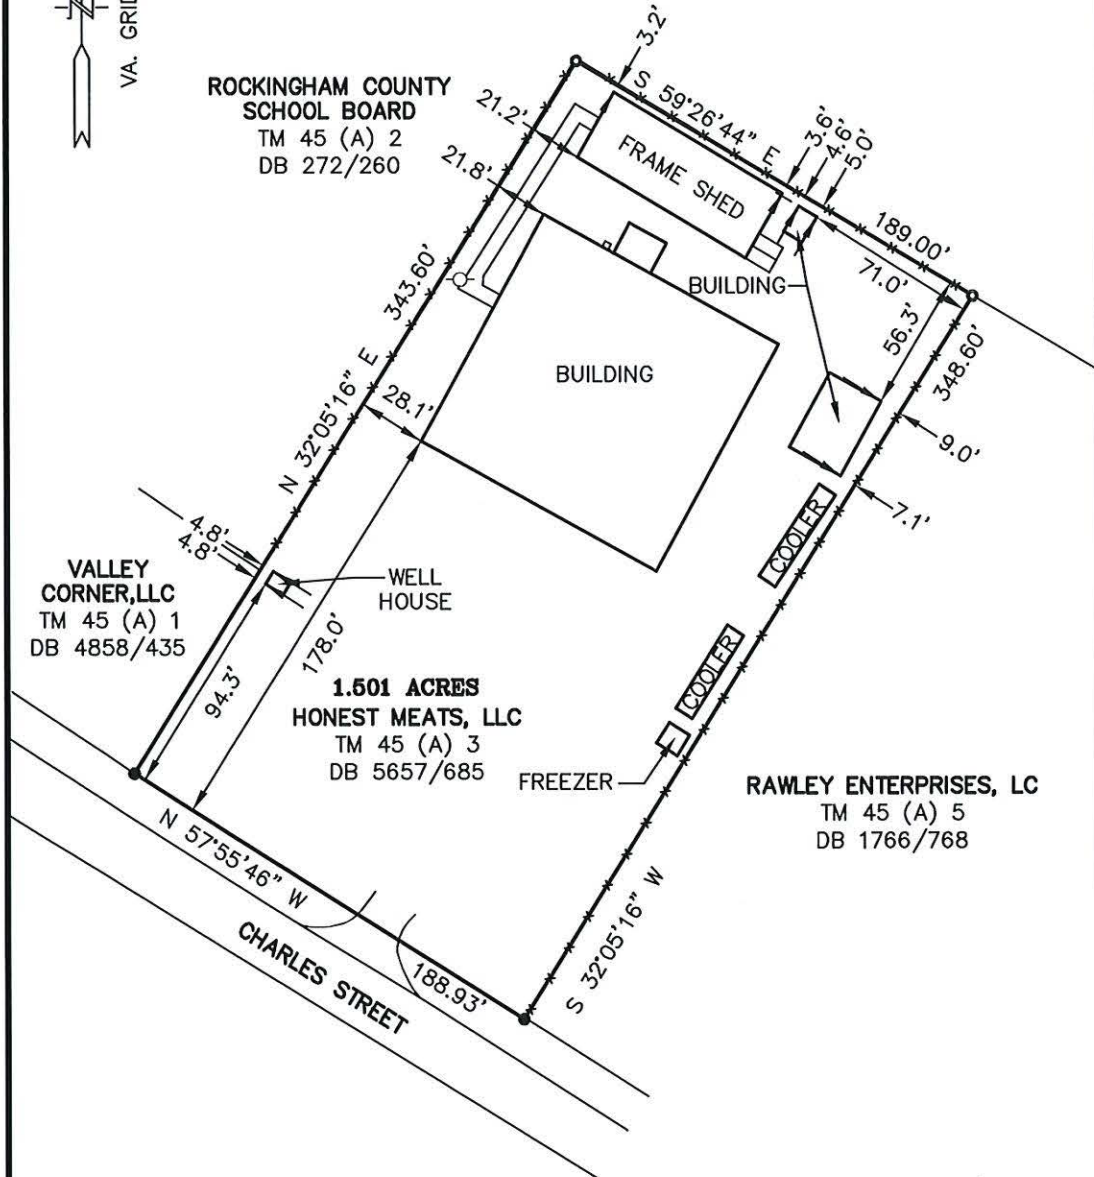 VA. GRID
ROCKINGHAM COUNTY
SCHOOL BOARD
TM 45 (A) 2
DB 272/260
3.2'
S 59°26'44" E
189.00'
3.6'
4.6'
5.0'
21.2'
21.8'
FRAME SHED
71.0'
BUILDING
56.3'
348.60'
343.60'
N 32°05'16" E
BUILDING
28.1'
9.0'
7.1'
COOLER
4.8'
4.8'
VALLEY
CORNER,LLC
TM 45 (A) 1
DB 4858/435
WELL
HOUSE
178.0'
94.3'
COOLER
1.501 ACRES
HONEST MEATS, LLC
TM 45 (A) 3
DB 5657/685
FREEZER
RAWLEY ENTERPRISES, LC
TM 45 (A) 5
DB 1766/768
N 57°55'46" W
188.93'
S 32°05'16" W
CHARLES STREET